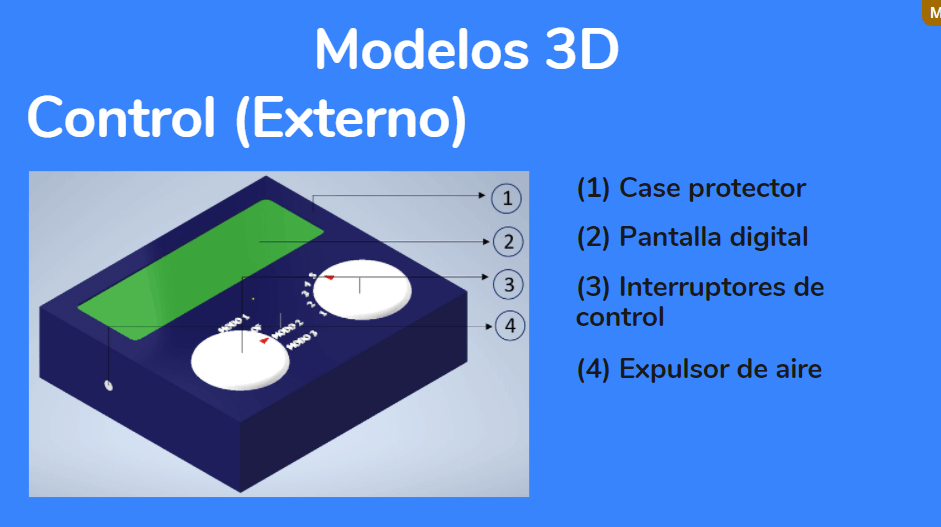 M
Modelos 3D
Control (Externo)
1
2
3
4
MODO 1
MODO 2
MODO 3
1
2
3
4
5
(1) Case protector
(2) Pantalla digital
(3) Interruptores de
control
(4) Expulsor de aire